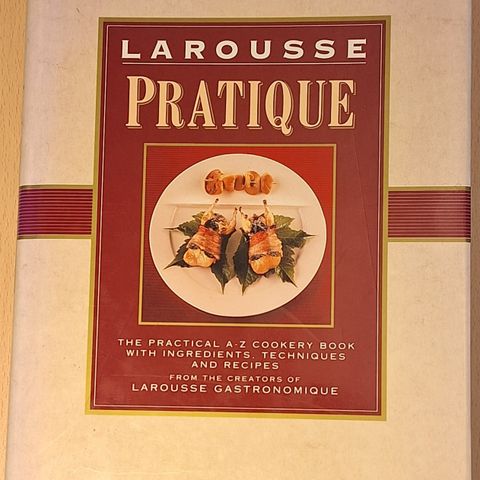 LAROUSSE
PRATIQUE
THE PRACTICAL A-Z COOKERY BOOK
WITH INGREDIENTS, TECHNIQUES
AND RECIPES
FROM THE CREATORS OF
LAROUSSE GASTRONOMIQUE